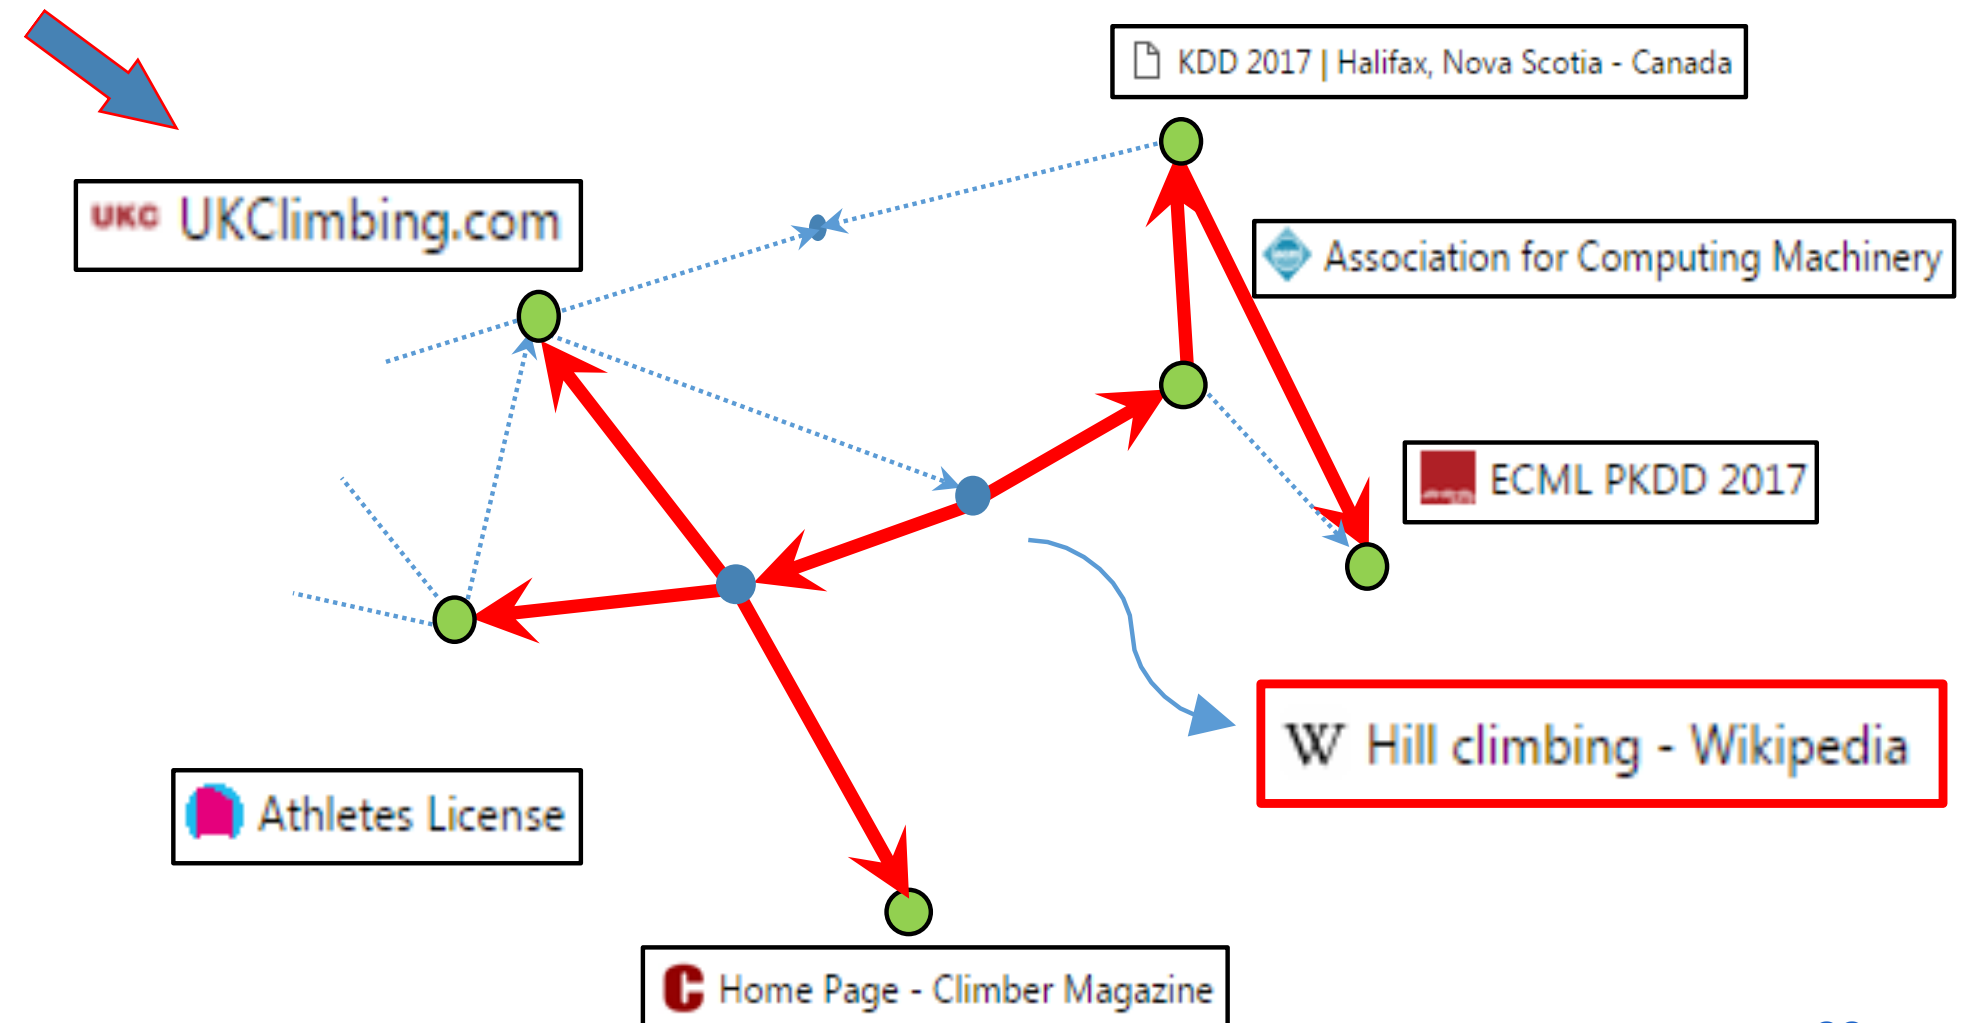 KDD 2017 | Halifax, Nova Scotia - Canada
UKC UKClimbing.com
Association for Computing Machinery
ECML PKDD 2017
W Hill climbing - Wikipedia
Athletes License
C Home Page - Climber Magazine